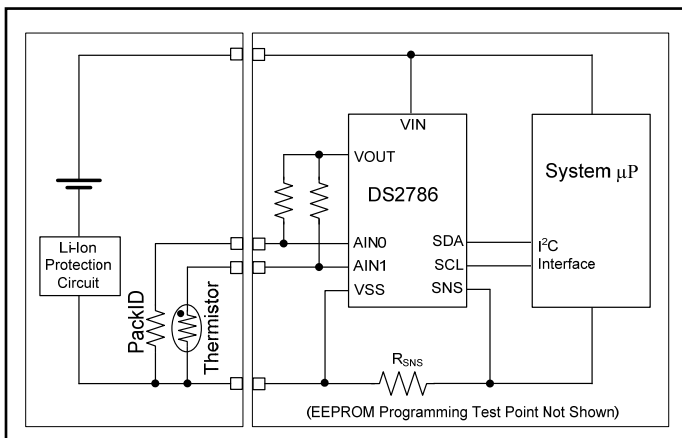 VIN
VOUT
DS2786
System µP
Li-Ion
Protection
Circuit
PackID
Thermistor
AIN0
AIN1
VSS
SDA
SCL
SNS
I²C
Interface
RSNS
(EEPROM Programming Test Point Not Shown)